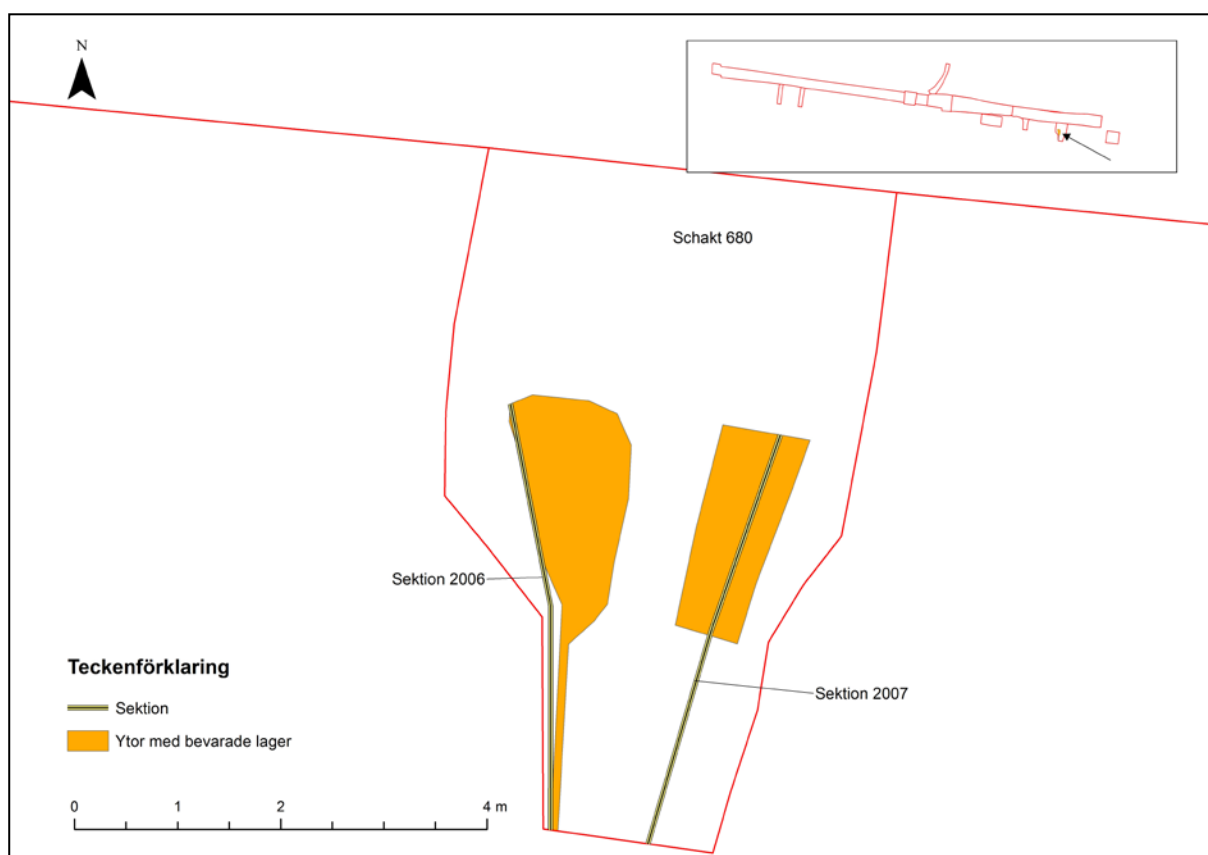 N
Schakt 680
Sektion 2006
Sektion 2007
Teckenförklaring
Sektion
Ytor med bevarade lager
0 1 2 4 m